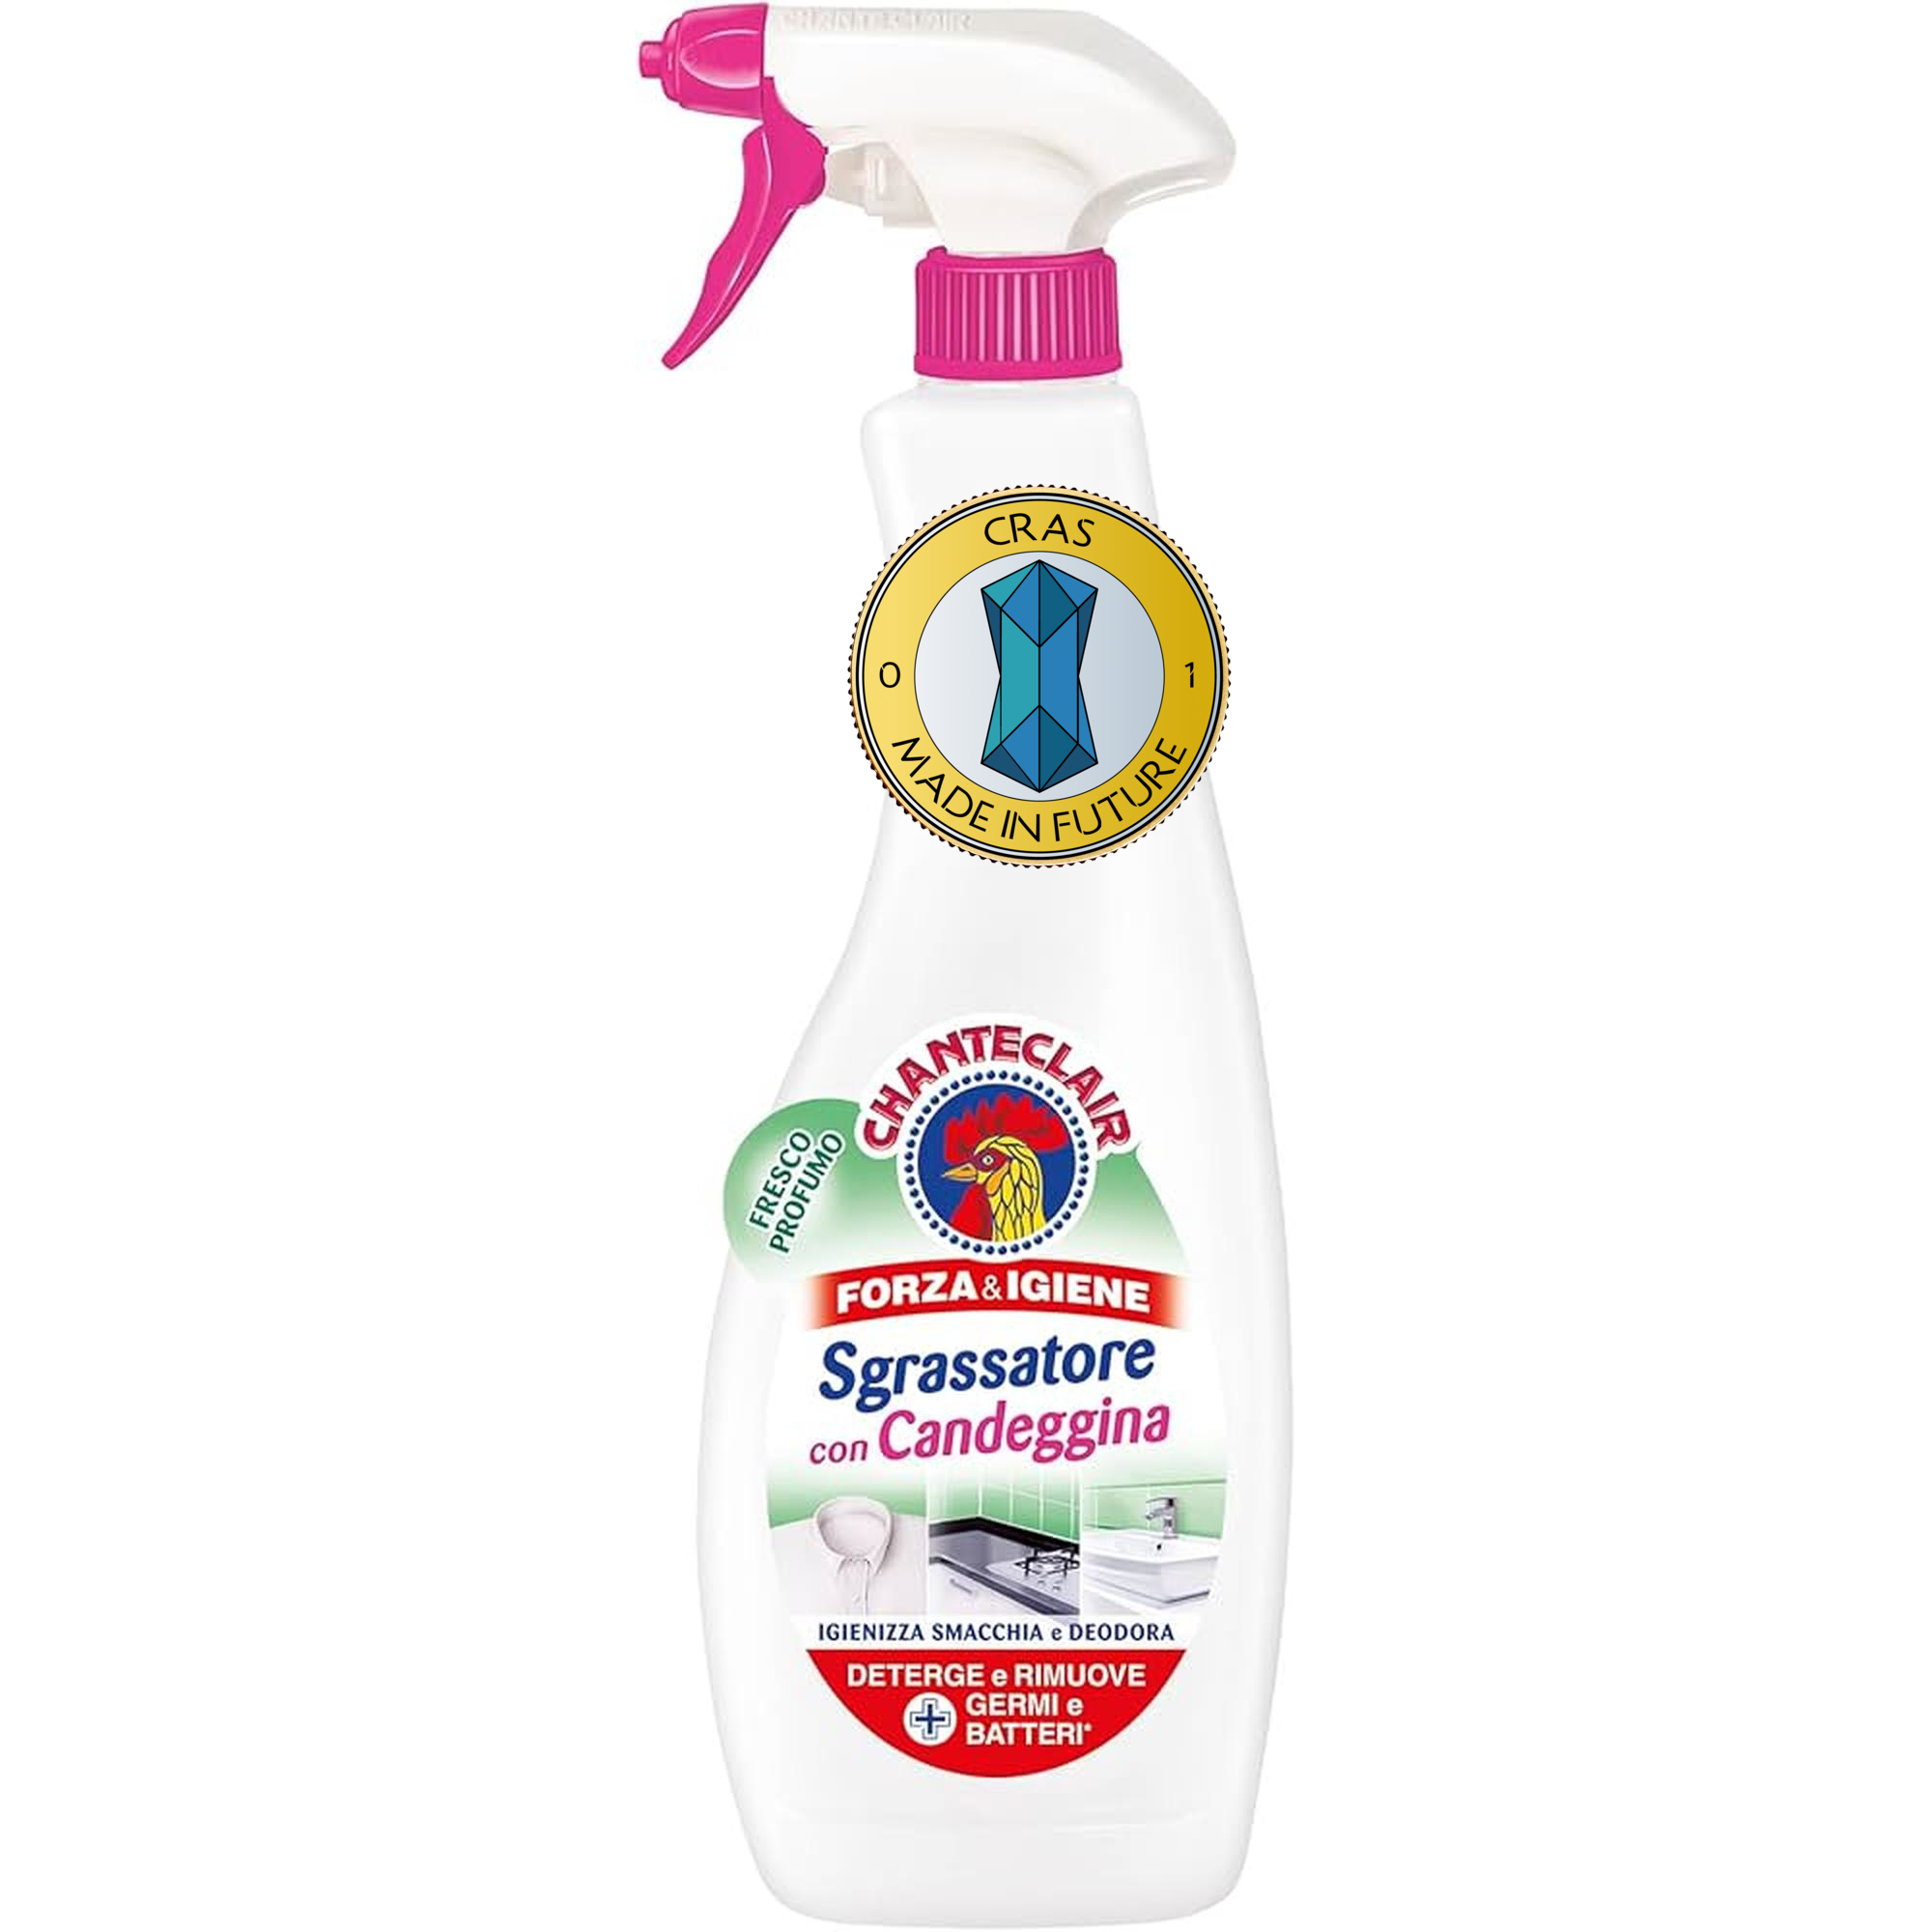 CHANTECLAIR
CRAS
0 1
MADE IN FUTURE
CHANTECLAIR
FRESCO
PROFUMO
FORZA&IGIENE
Sgrassatore
con Candeggina
IGIENIZZA SMACCHIA e DEODORA
DETERGE e RIMUOVE
GERMI e
BATTERI*